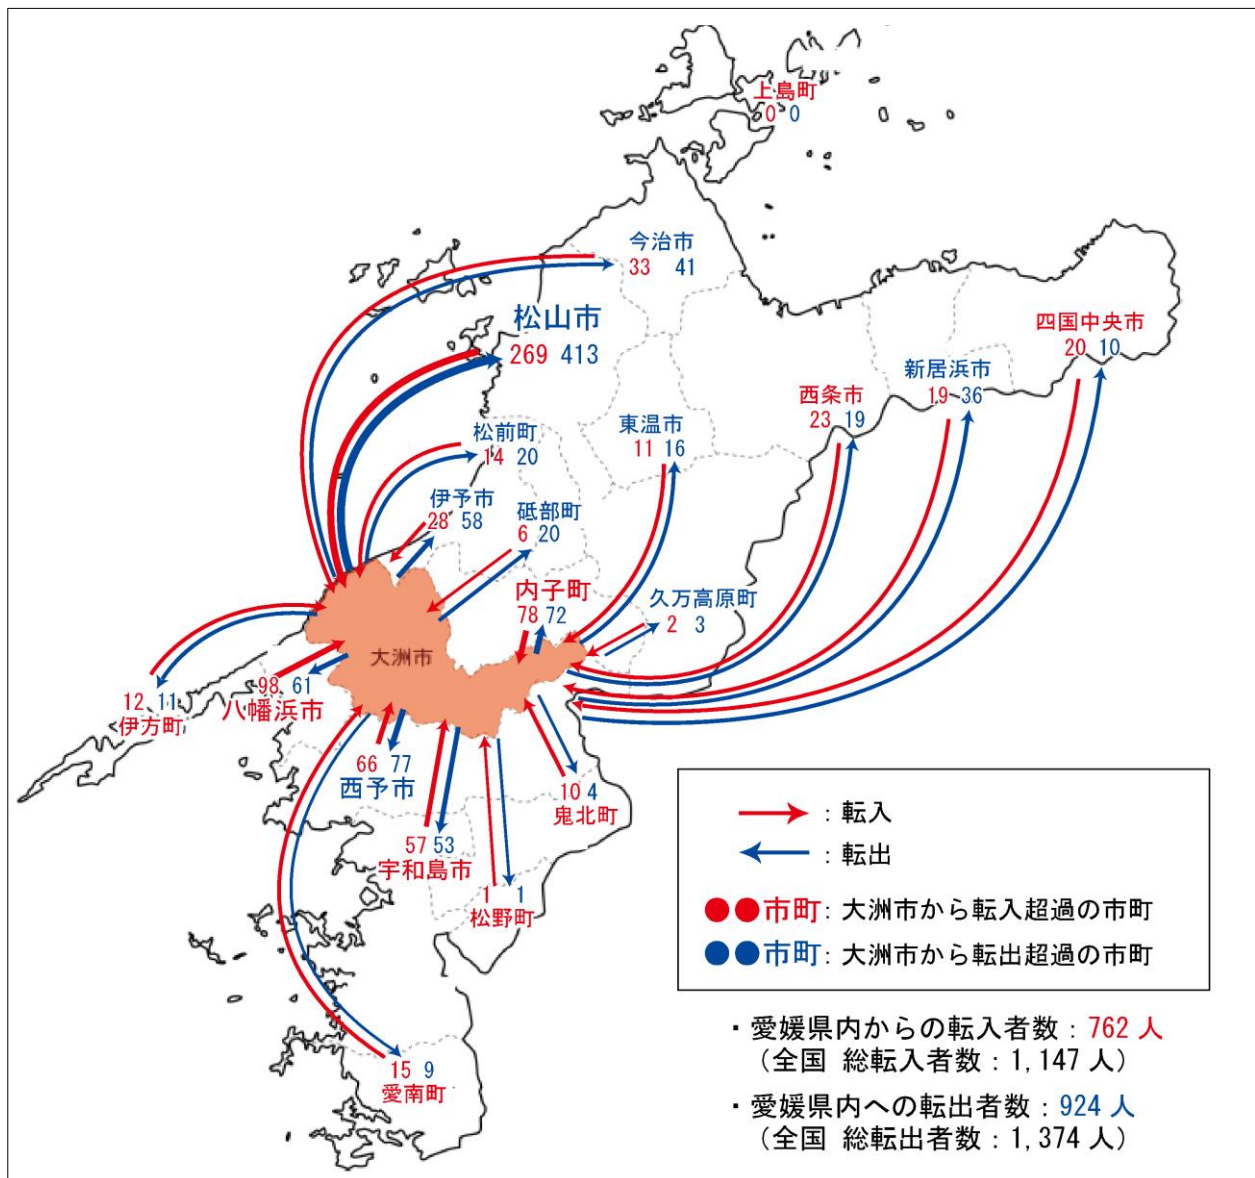 上島町
0 0
今治市
33 41
松山市
269 413
四国中央市
20 10
新居浜市
19 36
西条市
23 19
東温市
11 16
松前町
14 20
伊予市
28 58
砥部町
6 20
内子町
78 72
久万高原町
2 3
大洲市
12 11
伊方町
98 61
八幡浜市
66 77
西予市
10 4
鬼北町
57 53
宇和島市
1 1
松野町
15 9
愛南町
:転入
:転出
●●市町:大洲市から転入超過の市町
●●市町:大洲市から転出超過の市町
・愛媛県内からの転入者数:762 人
(全国 総転入者数:1,147 人)
・愛媛県内への転出者数:924 人
(全国 総転出者数:1,374 人)